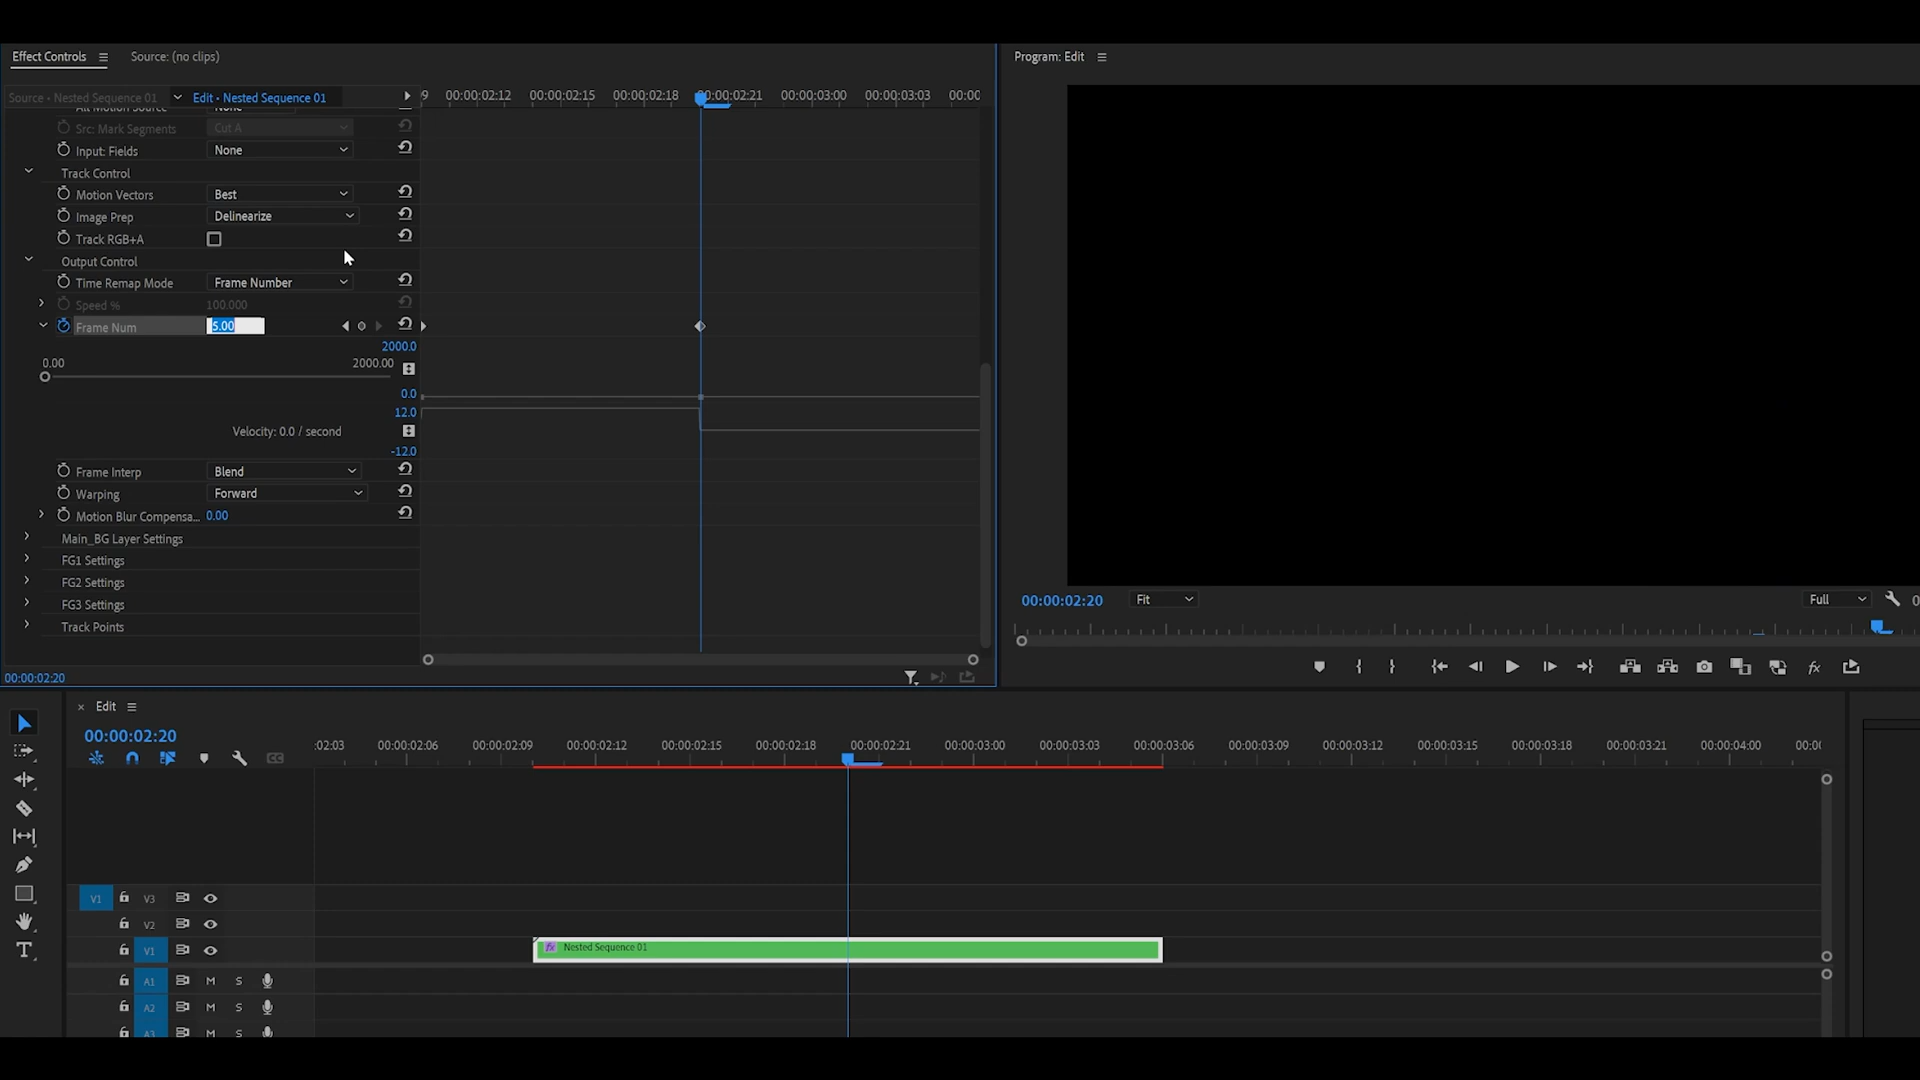 Effect Controls Source: (no clips) Program: Edit
Source • Nested Sequence 01 Edit • Nested Sequence 01 00:00:02:12 00:00:02:15 00:00:02:18 00:00:02:21 00:00:03:00 00:00:03:03 00:00
Src: Mark Segments Cut A
Input: Fields None
Track Control
Motion Vectors Best
Image Prep Delinearize
Track RGB+A
Output Control
Time Remap Mode Frame Number
Speed % 100.000
Frame Num 5.00
2000.0
0.00 2000.00
0.0
12.0
Velocity: 0.0 / second
-12.0
Frame Interp Blend
Warping Forward
Motion Blur Compensa... 0.00
Main_BG Layer Settings
FG1 Settings
FG2 Settings
FG3 Settings
Track Points
00:00:02:20 Fit Full
00:00:02:20
Edit
00:00:02:20
:02:03 00:00:02:06 00:00:02:09 00:00:02:12 00:00:02:15 00:00:02:18 00:00:02:21 00:00:03:00 00:00:03:03 00:00:03:06 00:00:03:09 00:00:03:12 00:00:03:15 00:00:03:18 00:00:03:21 00:00:04:00 00:0
CC
V1 V3
V2
V1 fx Nested Sequence 01
A1 M S
A2 M S
A3 M S
T
fx